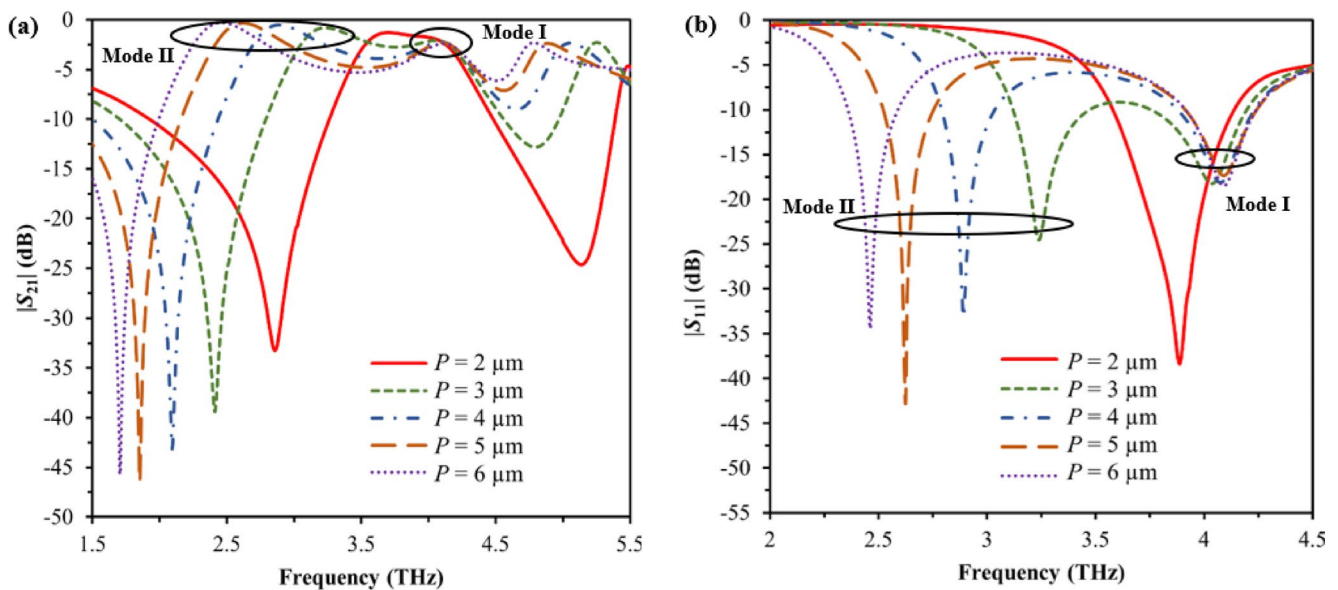 (a)
0
-5
-10
-15
-20
-25
-30
-35
-40
-45
-50
|S21| (dB)
Mode II
Mode I
P = 2 µm
P = 3 µm
P = 4 µm
P = 5 µm
P = 6 µm
1.5 2.5 3.5 4.5 5.5
Frequency (THz)
(b)
0
-5
-10
-15
-20
-25
-30
-35
-40
-45
-50
-55
|S11| (dB)
Mode II
Mode I
P = 2 µm
P = 3 µm
P = 4 µm
P = 5 µm
P = 6 µm
2 2.5 3 3.5 4 4.5
Frequency (THz)